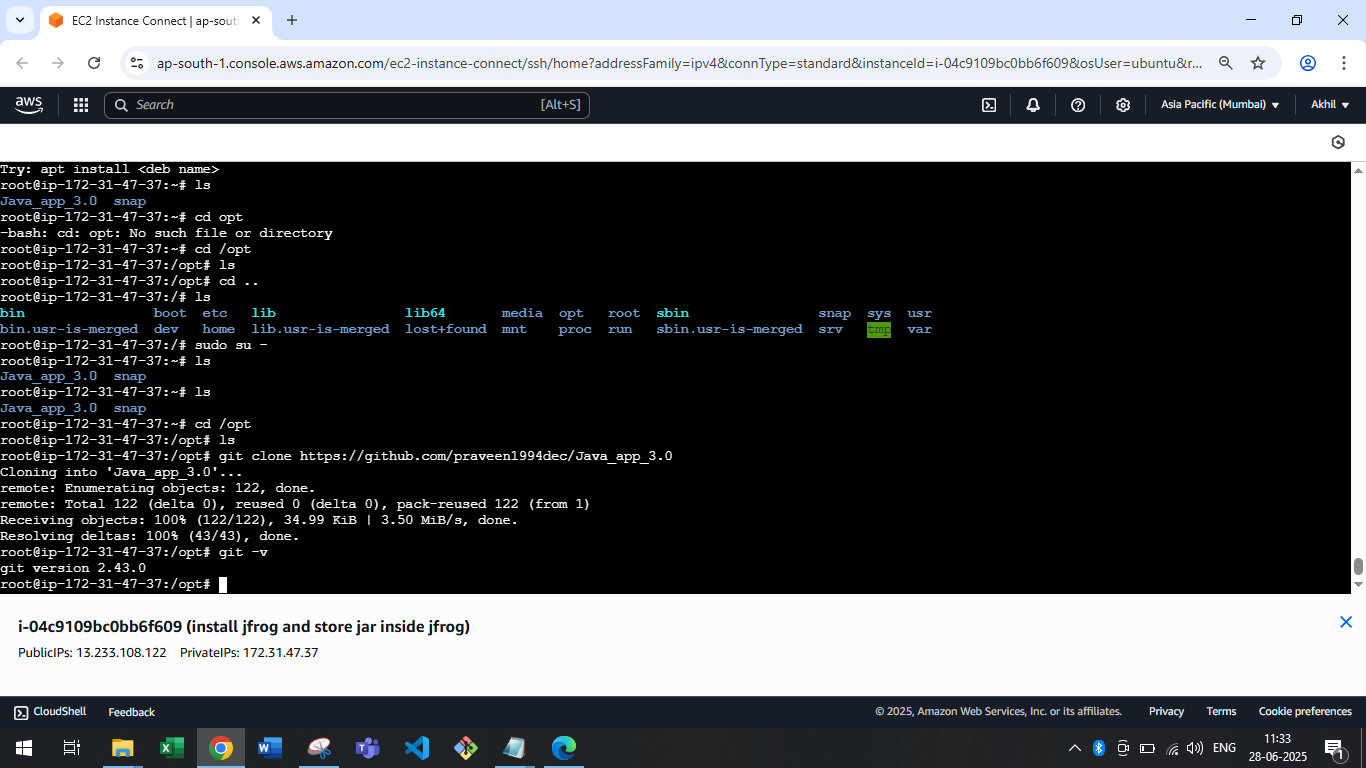 EC2 Instance Connect | ap-sout
ap-south-1.console.aws.amazon.com/ec2-instance-connect/ssh/home?addressFamily=ipv4&connType=standard&instanceId=i-04c9109bc0bb6f609&osUser=ubuntu&r...
aws Search [Alt+S] Asia Pacific (Mumbai) Akhil
Try: apt install <deb name>
root@ip-172-31-47-37:~# ls
Java_app_3.0  snap
root@ip-172-31-47-37:~# cd opt
-bash: cd: opt: No such file or directory
root@ip-172-31-47-37:~# cd /opt
root@ip-172-31-47-37:/opt# ls
root@ip-172-31-47-37:/opt# cd ..
root@ip-172-31-47-37:/# ls
bin                boot  etc   lib                lib64       media  opt   root  sbin                snap  sys  usr
bin.usr-is-merged  dev   home  lib.usr-is-merged  lost+found  mnt    proc  run   sbin.usr-is-merged  srv   tmp  var
root@ip-172-31-47-37:/# sudo su -
root@ip-172-31-47-37:~# ls
Java_app_3.0  snap
root@ip-172-31-47-37:~# ls
Java_app_3.0  snap
root@ip-172-31-47-37:~# cd /opt
root@ip-172-31-47-37:/opt# ls
root@ip-172-31-47-37:/opt# git clone https://github.com/praveen1994dec/Java_app_3.0
Cloning into 'Java_app_3.0'...
remote: Enumerating objects: 122, done.
remote: Total 122 (delta 0), reused 0 (delta 0), pack-reused 122 (from 1)
Receiving objects: 100% (122/122), 34.99 KiB | 3.50 MiB/s, done.
Resolving deltas: 100% (43/43), done.
root@ip-172-31-47-37:/opt# git -v
git version 2.43.0
root@ip-172-31-47-37:/opt#
i-04c9109bc0bb6f609 (install jfrog and store jar inside jfrog)
PublicIPs: 13.233.108.122 PrivateIPs: 172.31.47.37
CloudShell Feedback © 2025, Amazon Web Services, Inc. or its affiliates. Privacy Terms Cookie preferences
ENG 11:33
28-06-2025
1